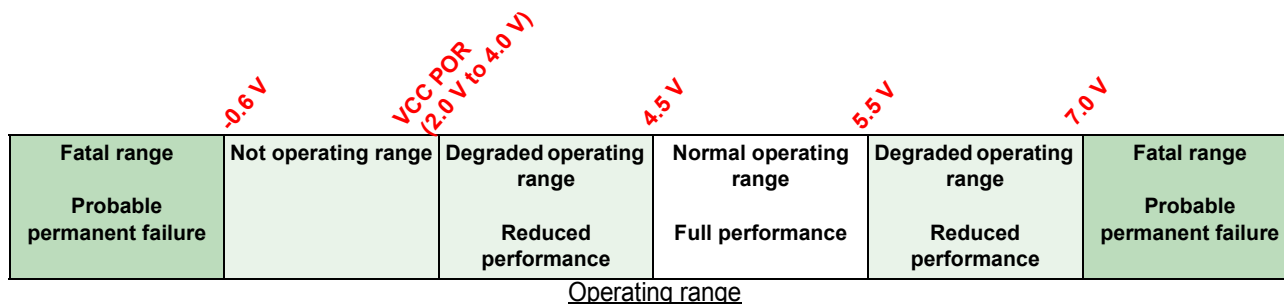 -0.6 V
VCC POR
(2.0 V to 4.0 V)
4.5 V
5.5 V
7.0 V
Fatal range
Probable
permanent failure
Not operating range
Degraded operating
range
Reduced
performance
Normal operating
range
Full performance
Degraded operating
range
Reduced
performance
Fatal range
Probable
permanent failure
Operating range